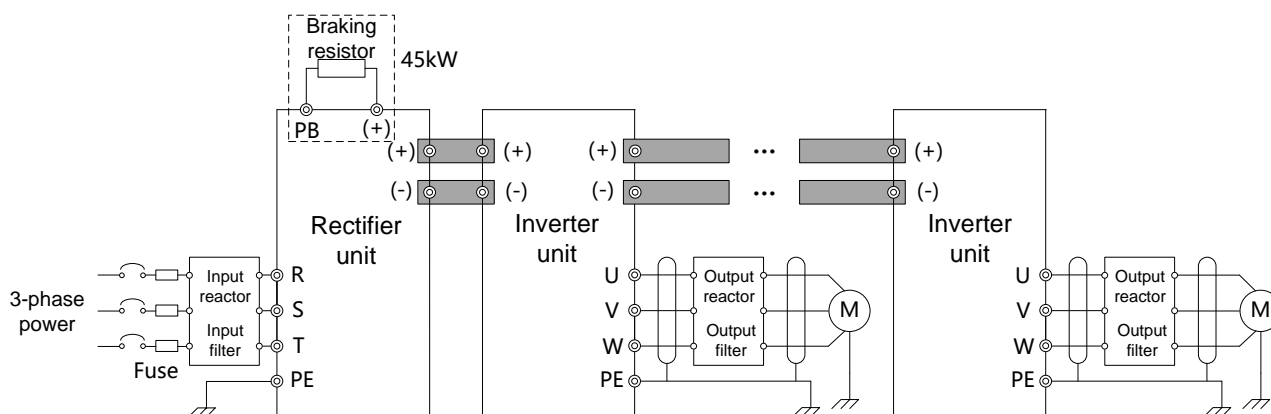 Braking
resistor
45kW
PB
(+)
(+)
(+)
(+)
...
(+)
(-)
(-)
(-)
...
(-)
Rectifier
unit
Inverter
unit
Inverter
unit
3-phase
power
Fuse
Input
reactor
Input
filter
R
S
T
PE
U
V
W
PE
Output
reactor
Output
filter
M
U
V
W
PE
Output
reactor
Output
filter
M